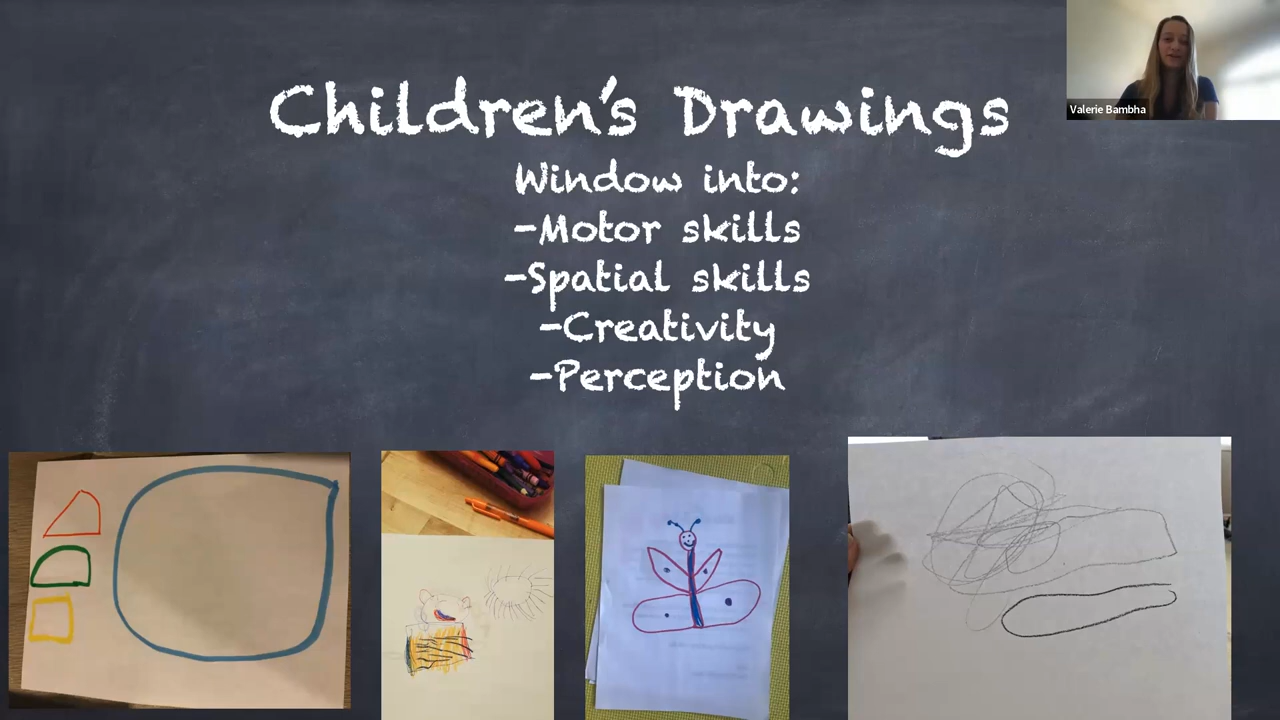 Valerie Bambha
Children's Drawings
Window into:
-Motor skills
-Spatial skills
-Creativity
-Perception